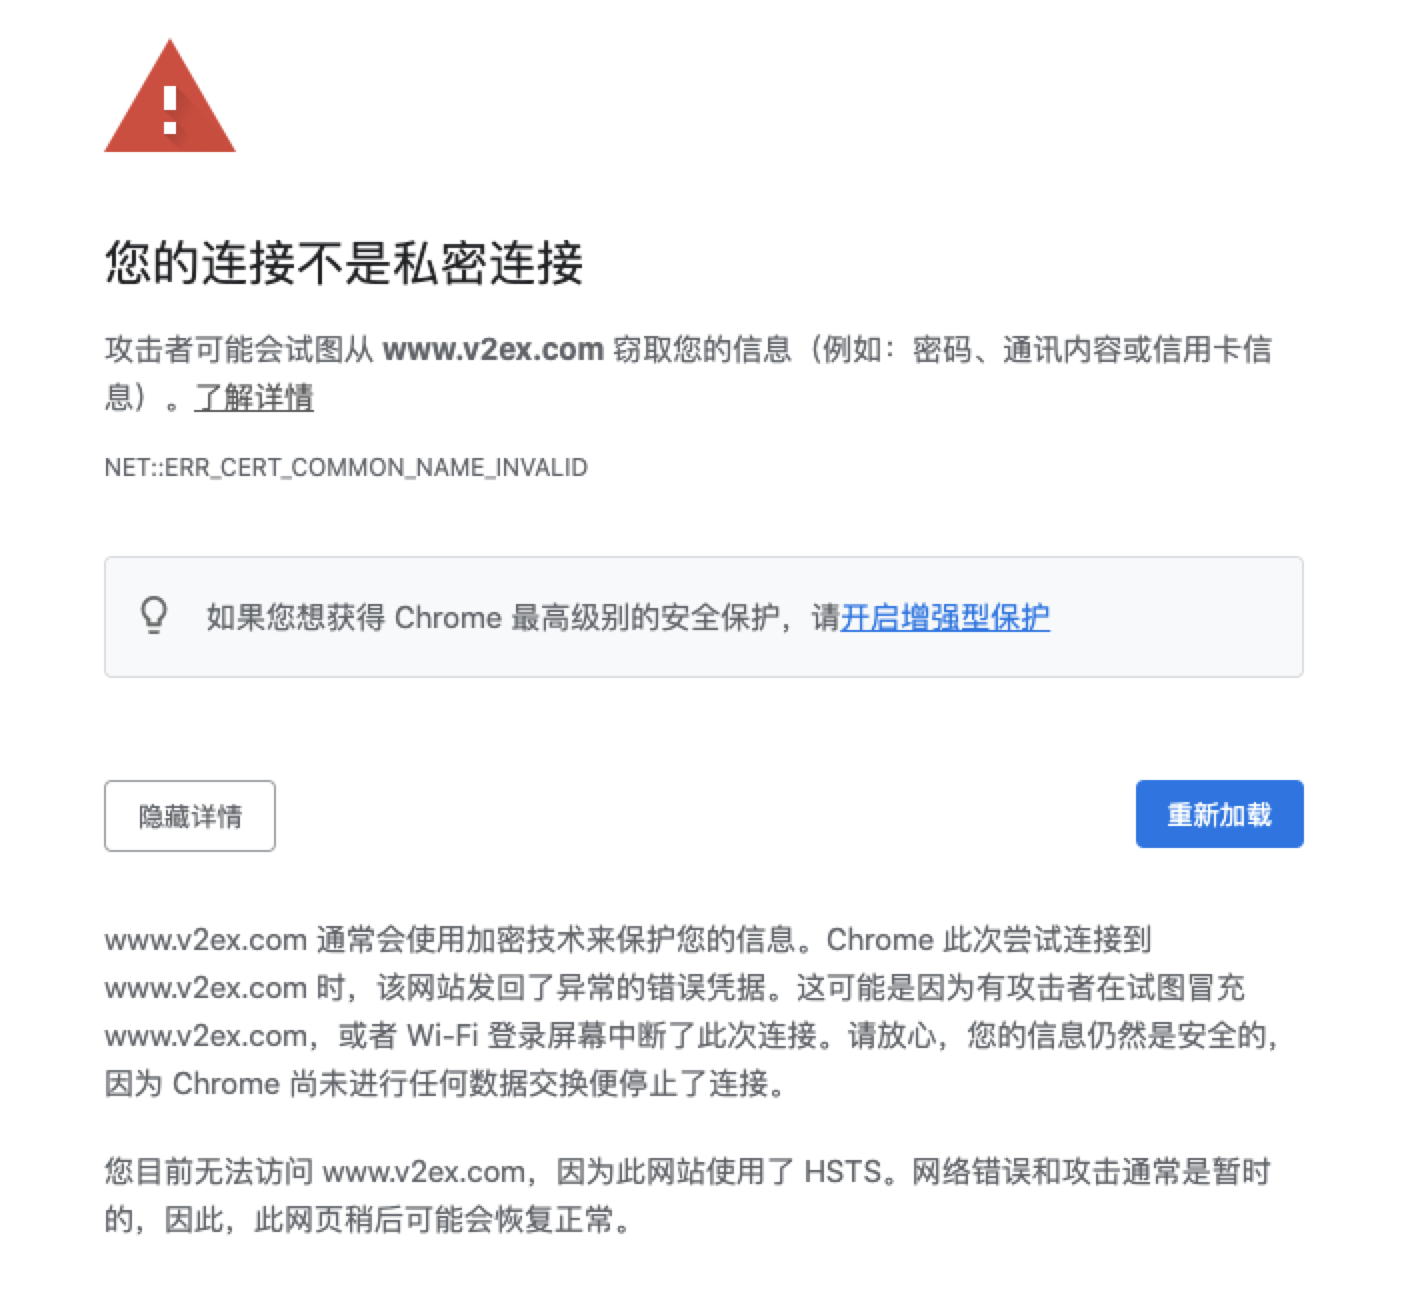 您的连接不是私密连接
攻击者可能会试图从 www.v2ex.com 窃取您的信息（例如：密码、通讯内容或信用卡信
息）。了解详情
NET::ERR_CERT_COMMON_NAME_INVALID
如果您想获得 Chrome 最高级别的安全保护，请开启增强型保护
隐藏详情
重新加载
www.v2ex.com 通常会使用加密技术来保护您的信息。Chrome 此次尝试连接到
www.v2ex.com 时，该网站发回了异常的错误凭据。这可能是因为有攻击者在试图冒充
www.v2ex.com，或者 Wi-Fi 登录屏幕中断了此次连接。请放心，您的信息仍然是安全的，
因为 Chrome 尚未进行任何数据交换便停止了连接。
您目前无法访问 www.v2ex.com，因为此网站使用了 HSTS。网络错误和攻击通常是暂时
的，因此，此网页稍后可能会恢复正常。